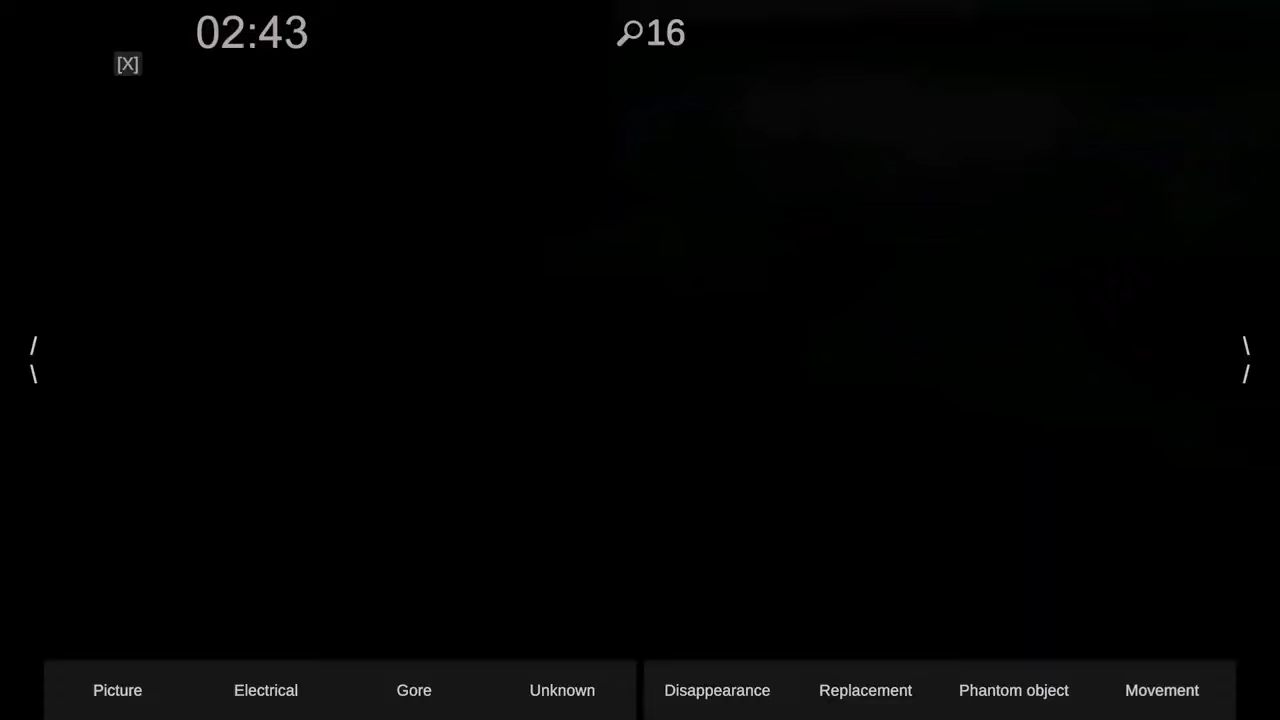 02:43
16
[X]
Picture Electrical Gore Unknown Disappearance Replacement Phantom object Movement